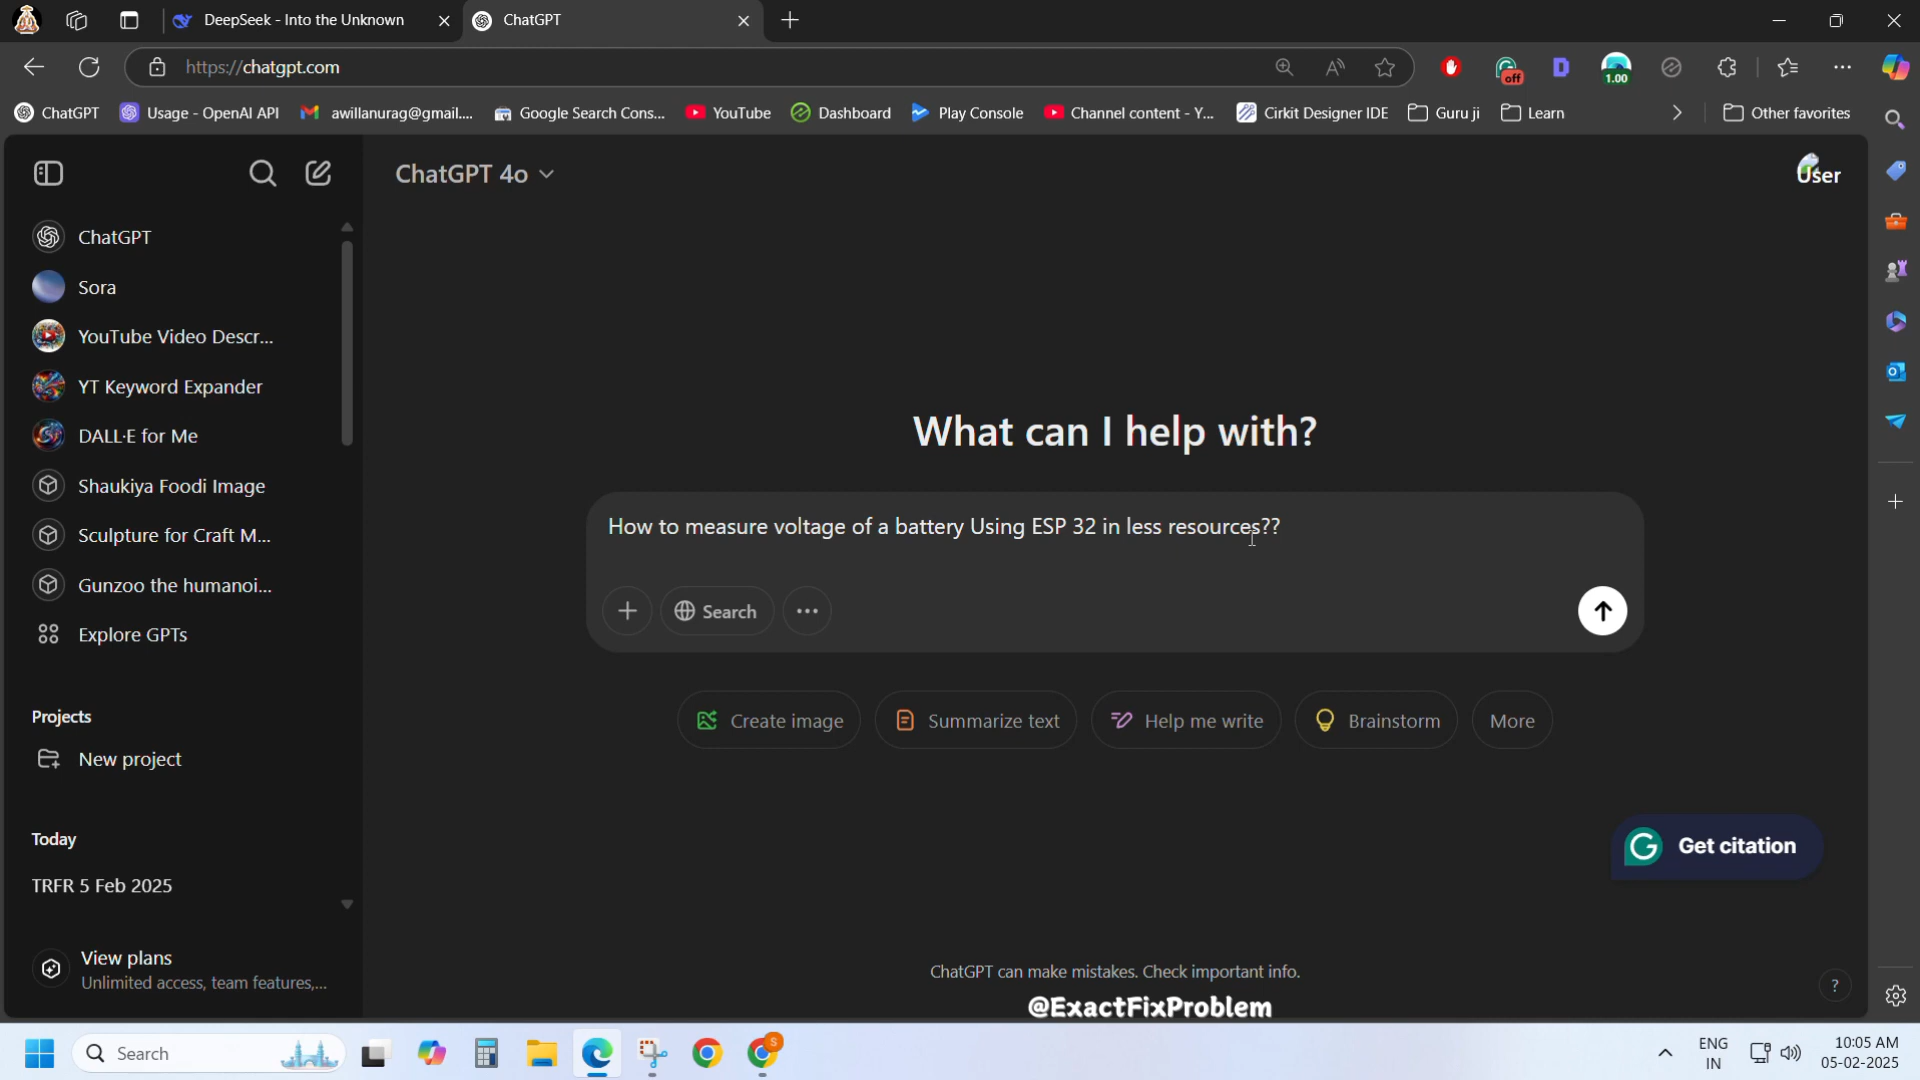 DeepSeek - Into the Unknown
ChatGPT
https://chatgpt.com
off
D
1.00
ChatGPT
Usage - OpenAI API
awillanurag@gmail....
Google Search Cons...
YouTube
Dashboard
Play Console
Channel content - Y...
Cirkit Designer IDE
Guru ji
Learn
Other favorites
ChatGPT 4o
User
ChatGPT
Sora
YouTube Video Descr...
YT Keyword Expander
DALL·E for Me
Shaukiya Foodi Image
Sculpture for Craft M...
Gunzoo the humanoi...
Explore GPTs
Projects
New project
Today
TRFR 5 Feb 2025
View plans
Unlimited access, team features,...
What can I help with?
How to measure voltage of a battery Using ESP 32 in less resources??
Search
Create image
Summarize text
Help me write
Brainstorm
More
Get citation
ChatGPT can make mistakes. Check important info.
?
@ExactFixProblem
Search
S
ENG
IN
10:05 AM
05-02-2025